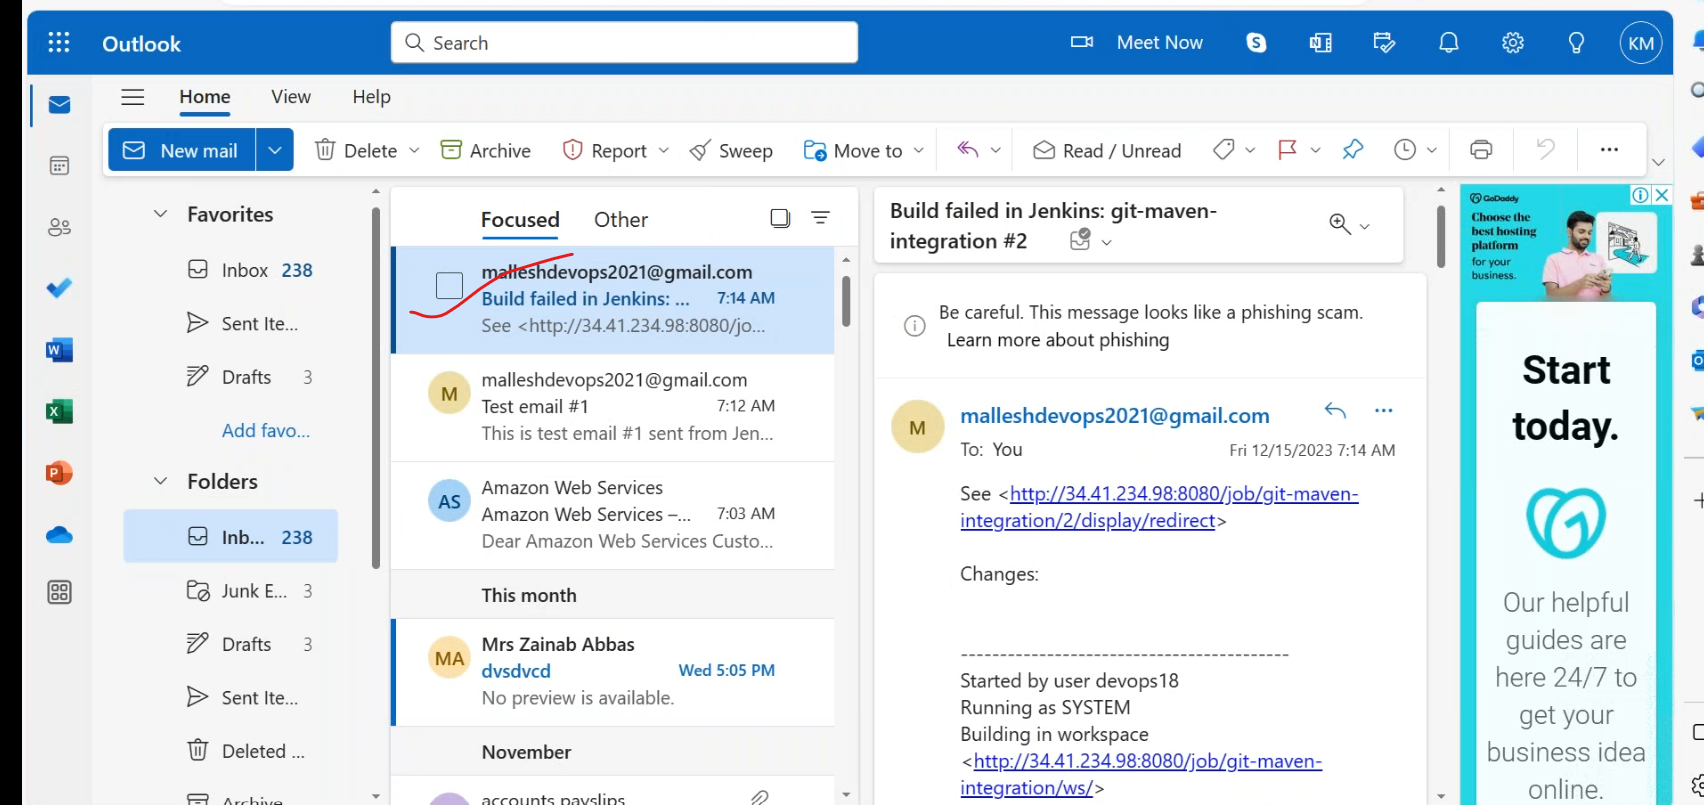 Outlook
Search
Meet Now
KM
Home View Help
New mail Delete Archive Report Sweep Move to Read / Unread
Favorites
Inbox 238
Sent Ite...
Drafts 3
Add favo...
Folders
Inb... 238
Junk E... 3
Drafts 3
Sent Ite...
Deleted ...
Archive
Focused Other
malleshdevops2021@gmail.com
Build failed in Jenkins: ... 7:14 AM
See <http://34.41.234.98:8080/jo...
M
malleshdevops2021@gmail.com
Test email #1 7:12 AM
This is test email #1 sent from Jen...
AS
Amazon Web Services
Amazon Web Services –... 7:03 AM
Dear Amazon Web Services Custo...
This month
MA
Mrs Zainab Abbas
dvsdvcd Wed 5:05 PM
No preview is available.
November
accounts payslips
Build failed in Jenkins: git-maven-
integration #2
Be careful. This message looks like a phishing scam.
Learn more about phishing
M
malleshdevops2021@gmail.com
To: You Fri 12/15/2023 7:14 AM
See <http://34.41.234.98:8080/job/git-maven-
integration/2/display/redirect>
Changes:
------------------------------------------
Started by user devops18
Running as SYSTEM
Building in workspace
<http://34.41.234.98:8080/job/git-maven-
integration/ws/>
GoDaddy
Choose the
best hosting
platform
for your
business.
Start
today.
Our helpful
guides are
here 24/7 to
get your
business idea
online.